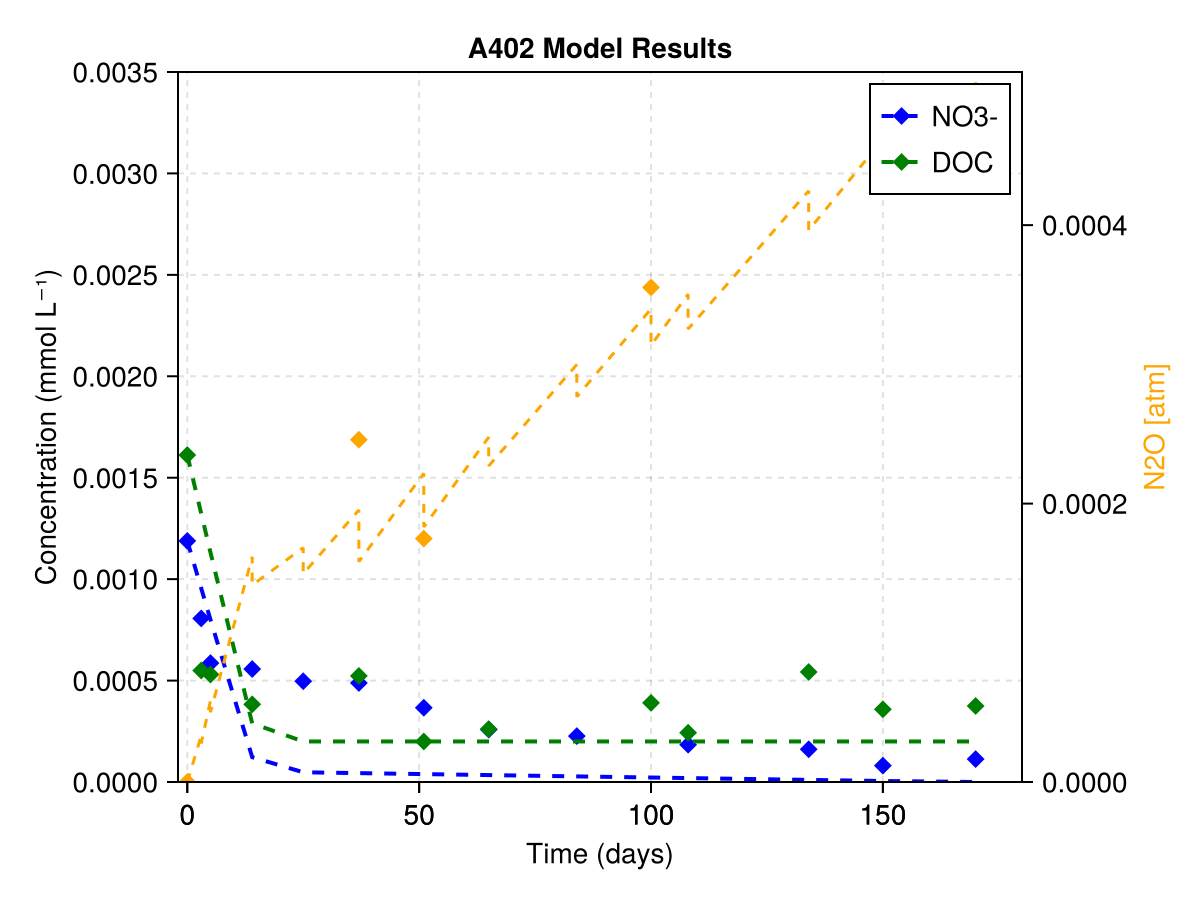 A402 Model Results
0.0035
0.0030
0.0025
0.0020
0.0015
0.0010
0.0005
0.0000
Concentration (mmol L⁻¹)
NO3-
DOC
0.0004
0.0002
0.0000
N2O [atm]
0
50
100
150
Time (days)